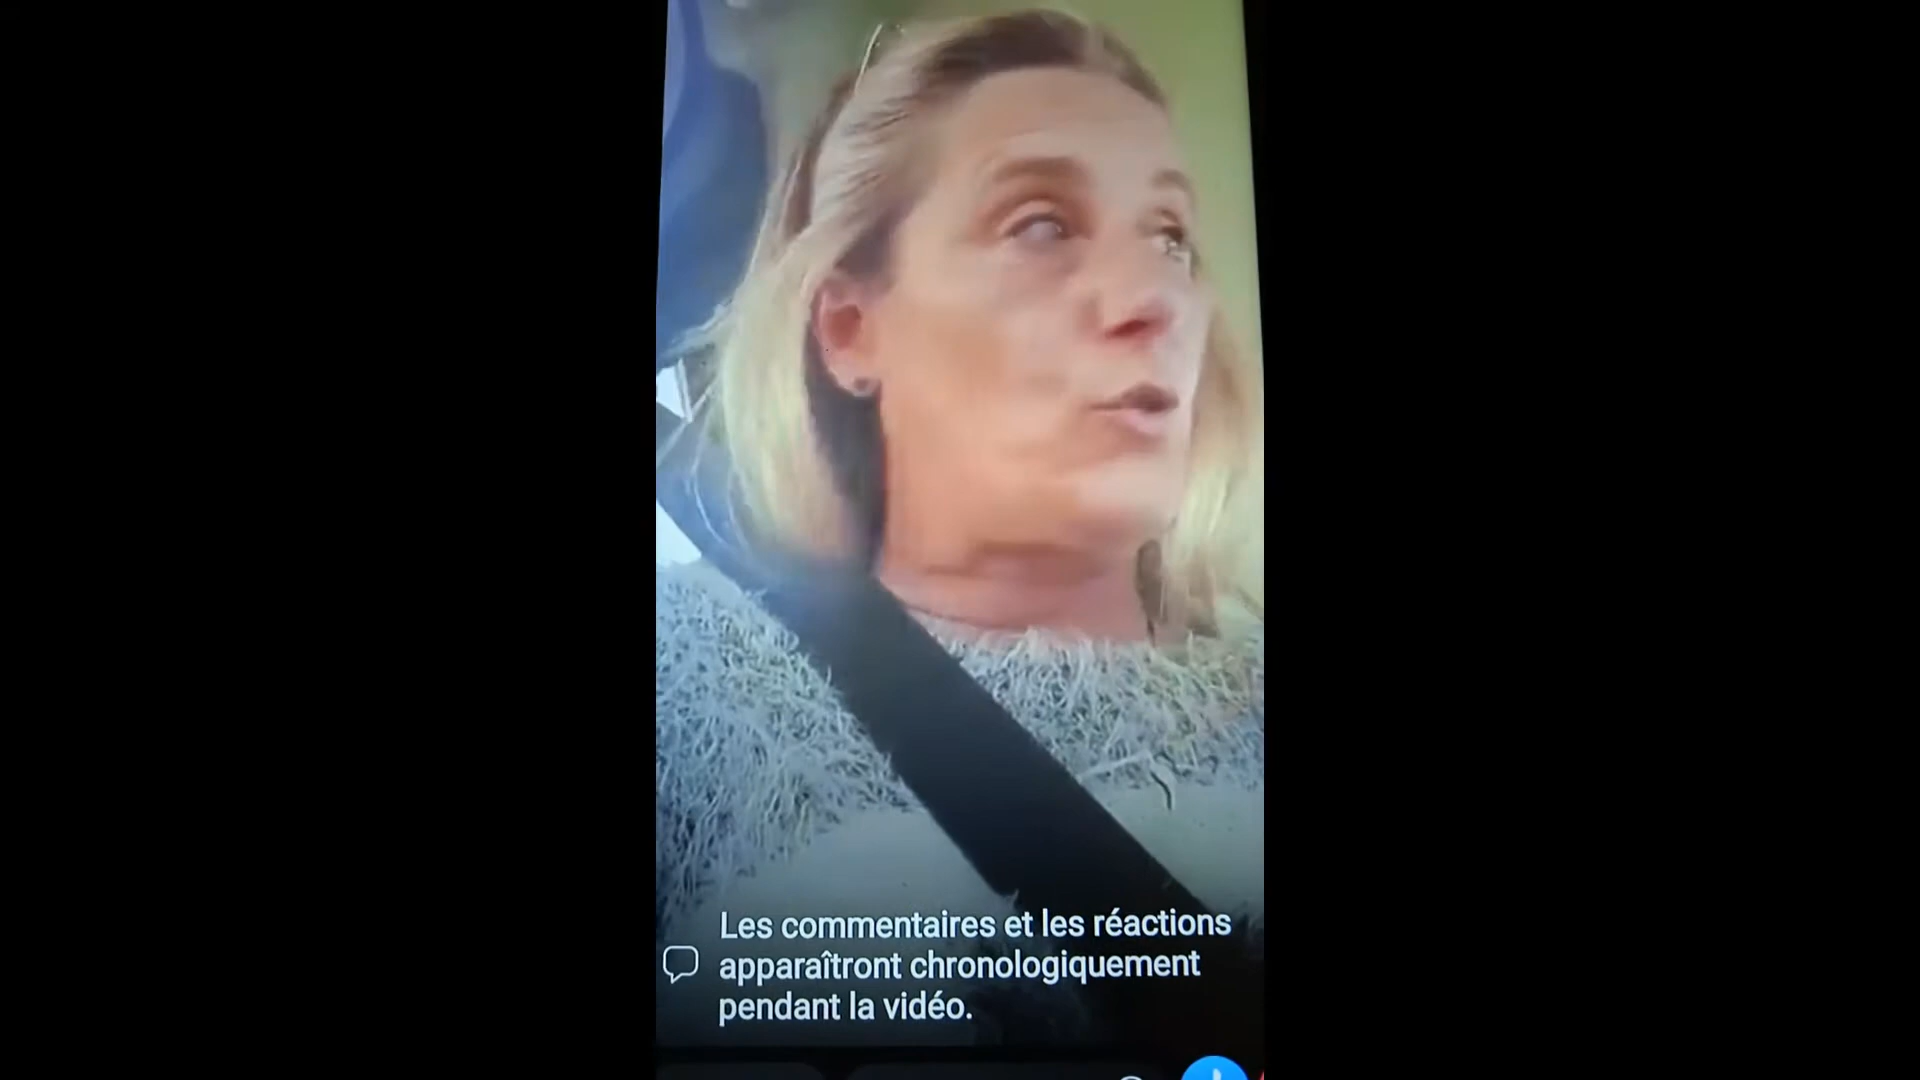 Les commentaires et les réactions
apparaîtront chronologiquement
pendant la vidéo.